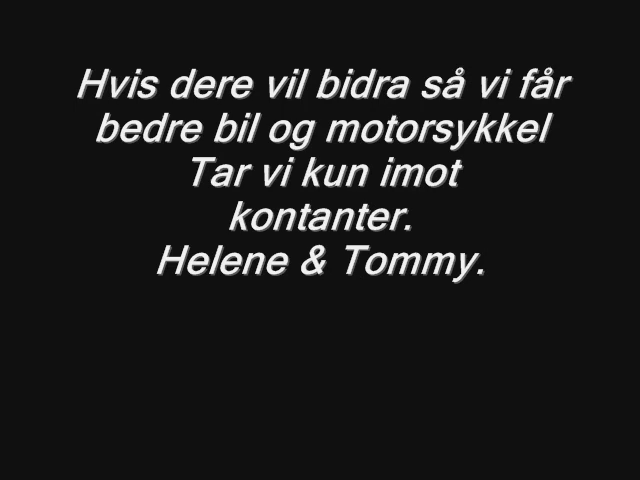 Hvis dere vil bidra så vi får
bedre bil og motorsykkel
Tar vi kun imot
kontanter.
Helene & Tommy.